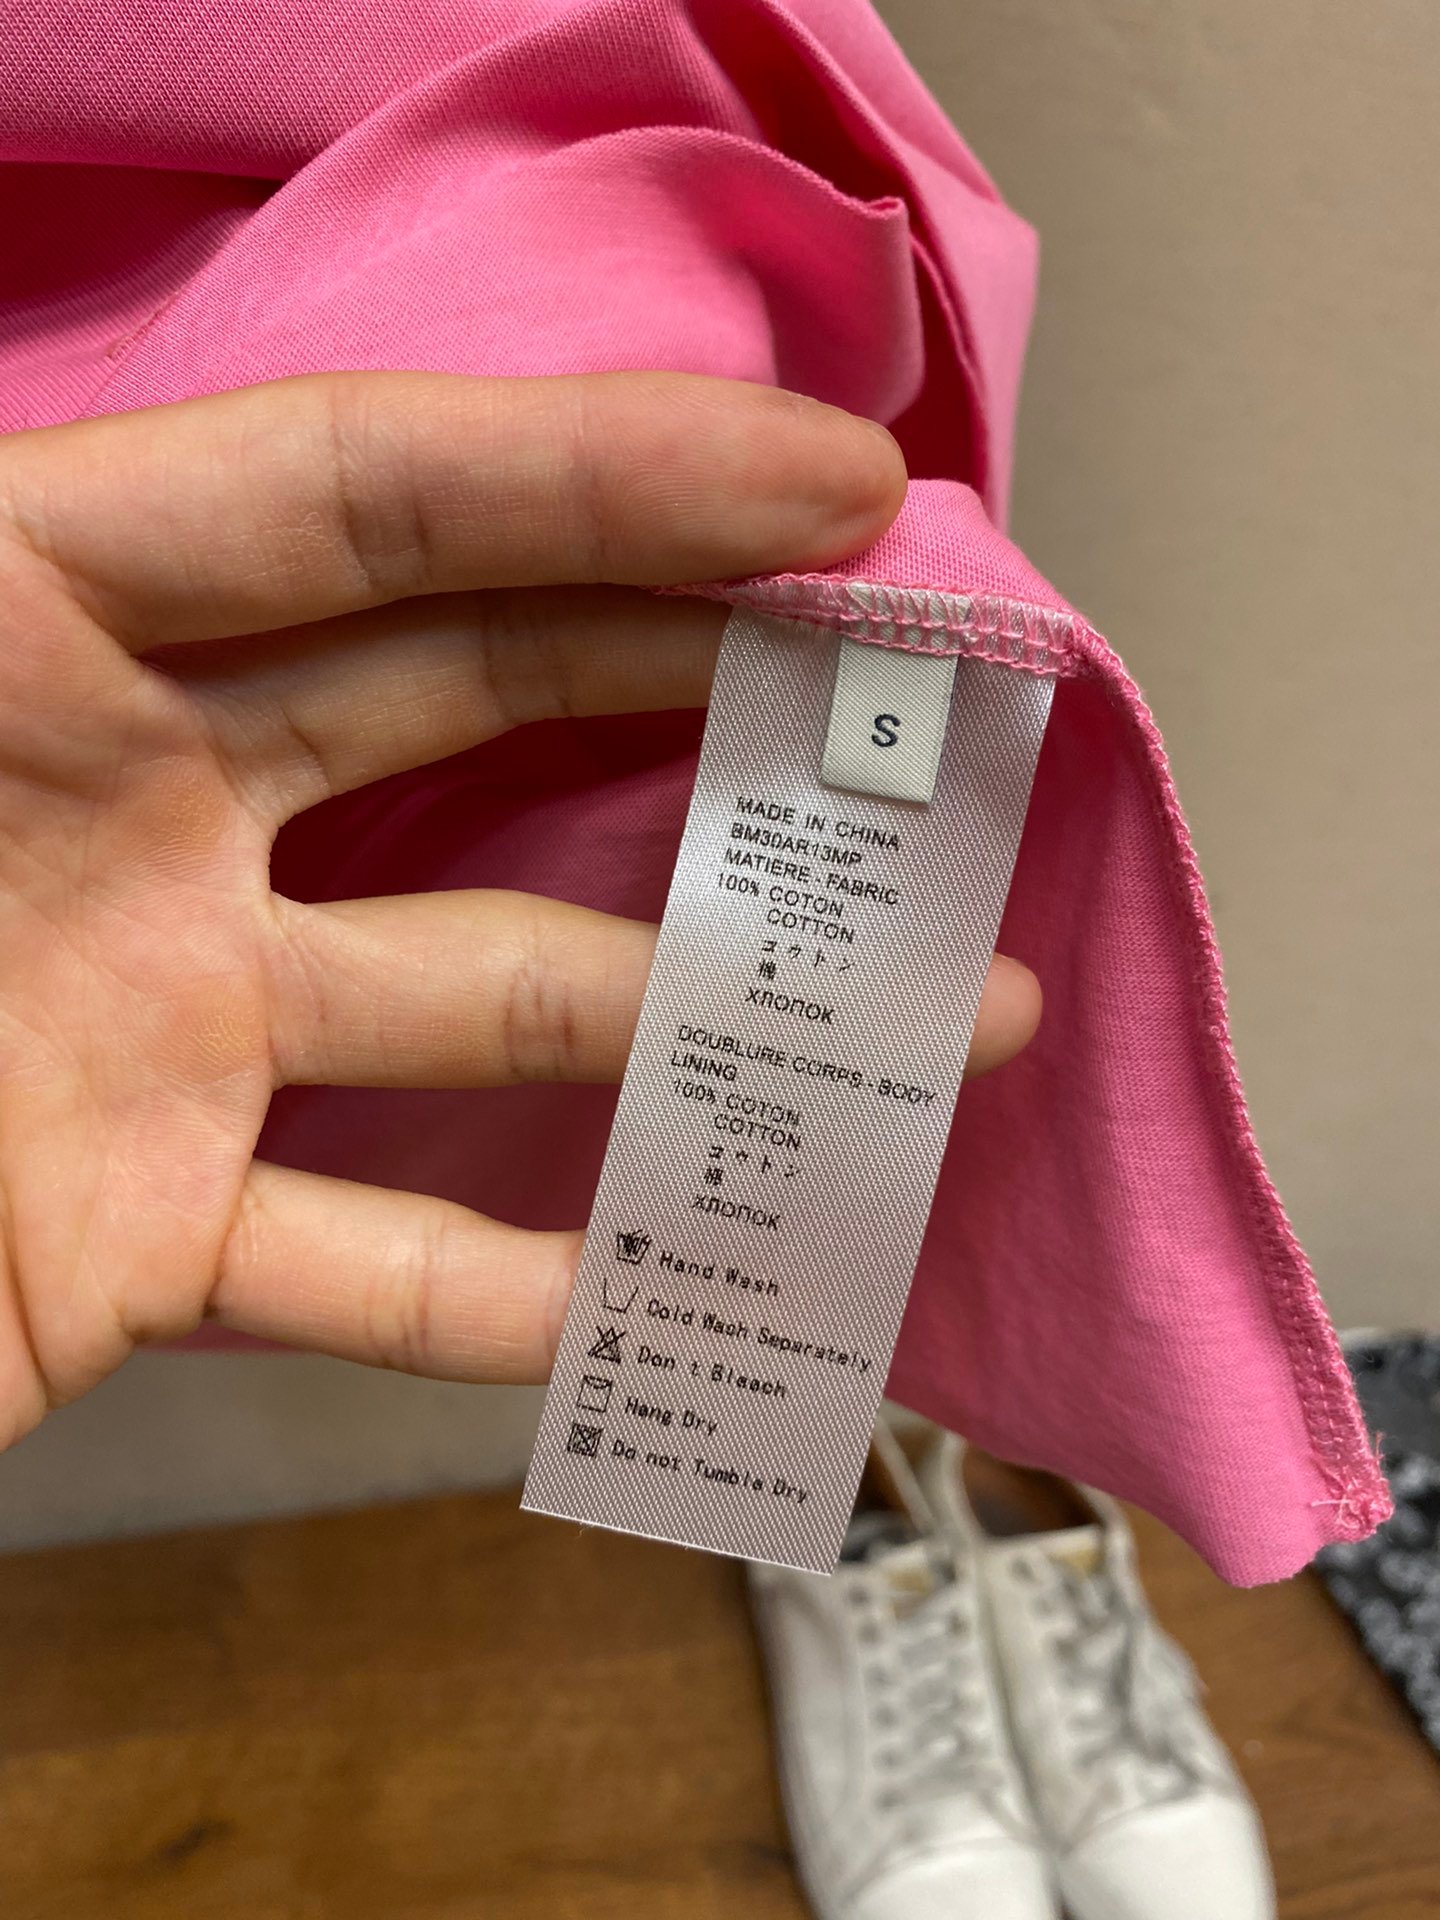 S
MADE IN CHINA
BM30AR13MP
MATIERE-FABRIC
100% COTON
COTTON
コットン
棉
ХЛОПОК
DOUBLURE CORPS-BODY
LINING
100% COTON
COTTON
コットン
棉
ХЛОПОК
Hand Wash
Cold Wach Separately
Don't Bleach
Hang Dry
Do not Tumble Dry